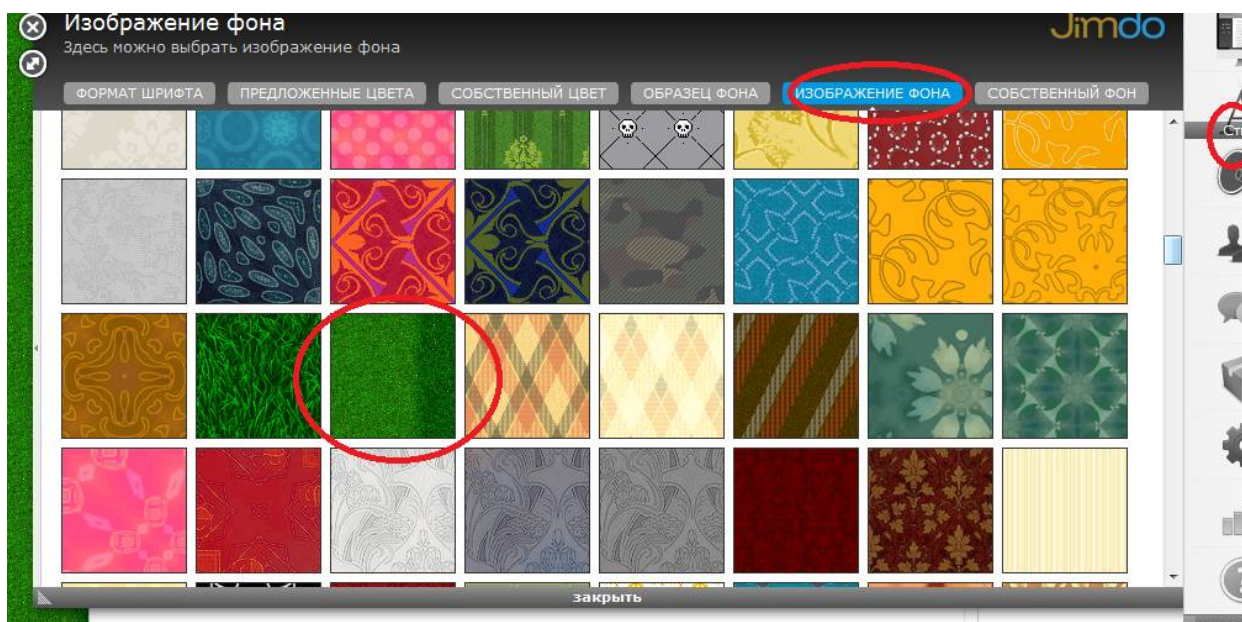 Изображение фона
Jimdo
Здесь можно выбрать изображение фона
ФОРМАТ ШРИФТА ПРЕДЛОЖЕННЫЕ ЦВЕТА СОБСТВЕННЫЙ ЦВЕТ ОБРАЗЕЦ ФОНА ИЗОБРАЖЕНИЕ ФОНА СОБСТВЕННЫЙ ФОН
закрыть